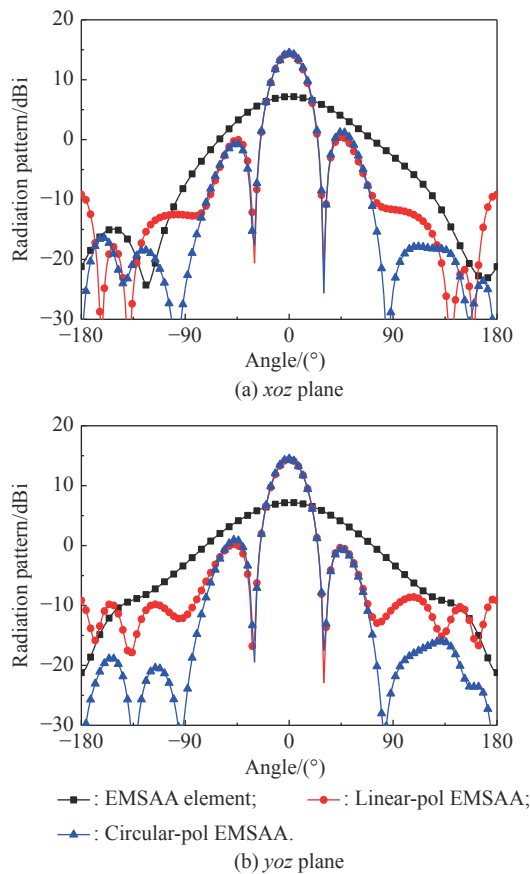 20
10
0
−10
−20
−30
Radiation pattern/dBi
−180 −90 0 90 180
Angle/(°)
(a) xoz plane
20
10
0
−10
−20
−30
Radiation pattern/dBi
−180 −90 0 90 180
Angle/(°)
: EMSAA element; : Linear-pol EMSAA;
: Circular-pol EMSAA.
(b) yoz plane